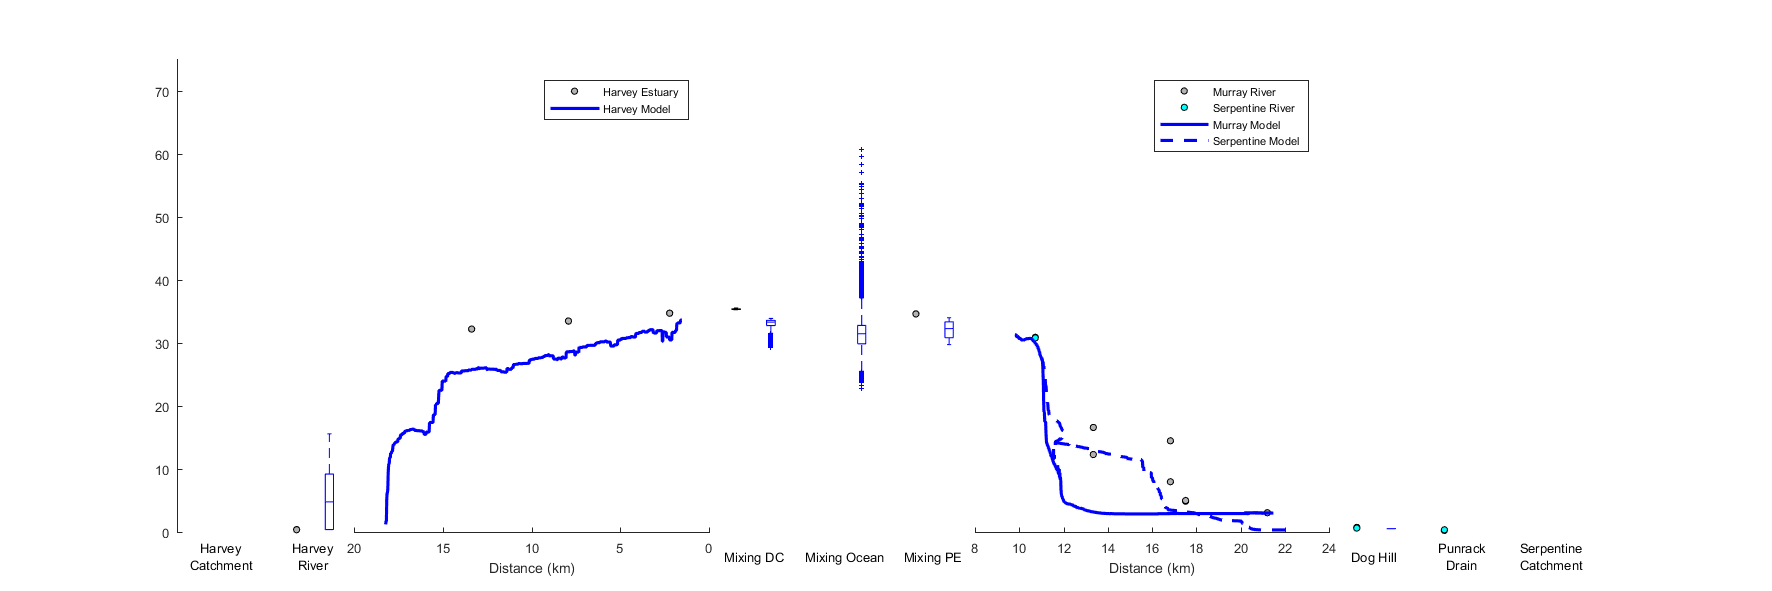 70
60
50
40
30
20
10
0
Harvey Estuary
Harvey Model
Murray River
Serpentine River
Murray Model
Serpentine Model
Harvey
Catchment
Harvey
River
20
15
10
5
0
Distance (km)
Mixing DC
Mixing Ocean
Mixing PE
8
10
12
14
16
18
20
22
24
Distance (km)
Dog Hill
Punrack
Drain
Serpentine
Catchment